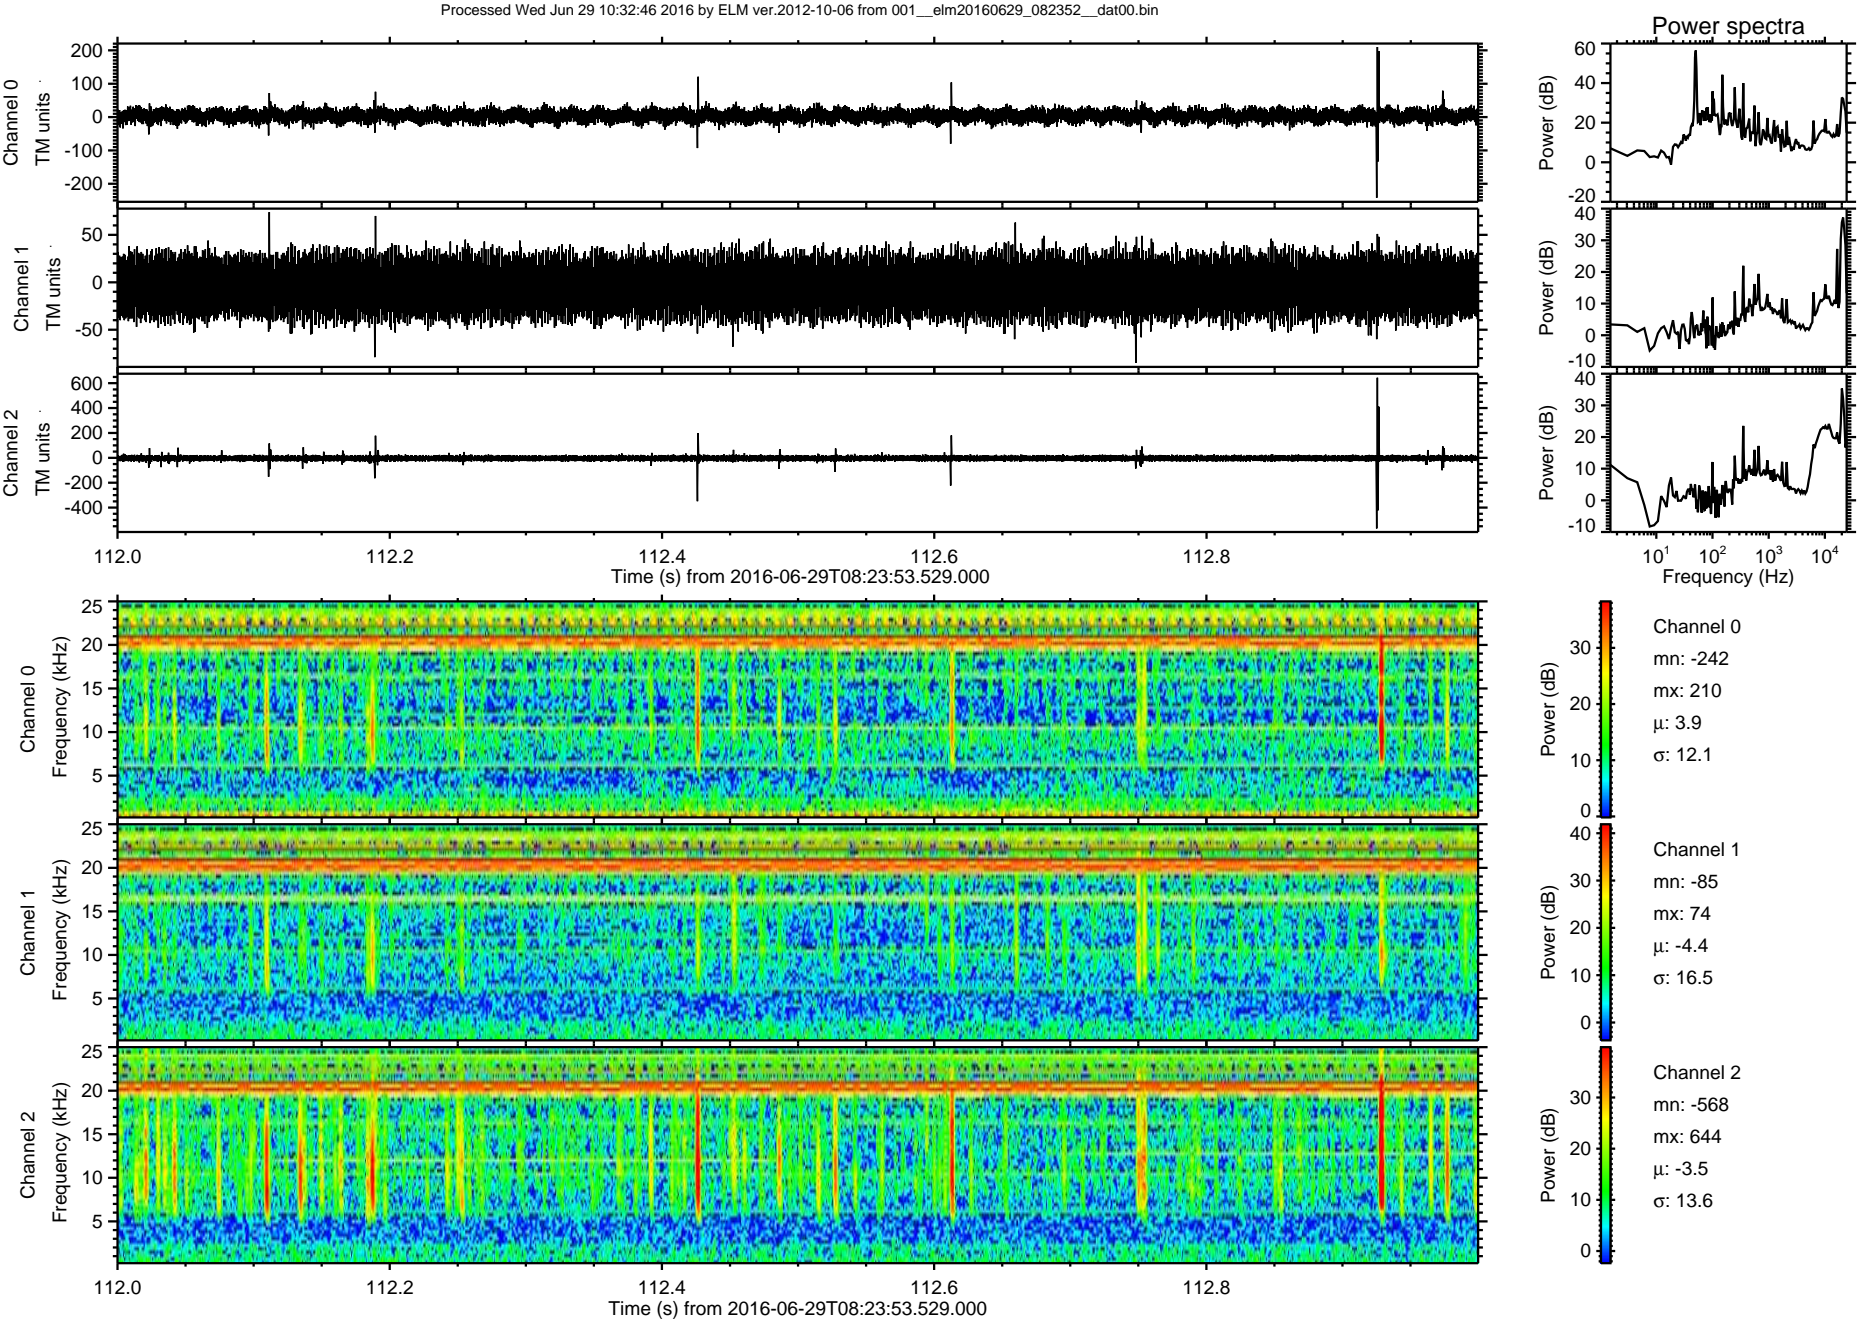 Processed Wed Jun 29 10:32:46 2016 by ELM ver.2012-10-06 from 001__elm20160629_082352__dat00.bin
Power spectra
Channel 0
TM units
200
100
0
-100
-200
Power (dB)
60
40
20
0
-20
Channel 1
TM units
50
0
-50
Power (dB)
40
30
20
10
0
-10
Channel 2
TM units
600
400
200
0
-200
-400
Power (dB)
40
30
20
10
0
-10
112.0 112.2 112.4 112.6 112.8
Time (s) from 2016-06-29T08:23:53.529.000
10¹ 10² 10³ 10⁴
Frequency (Hz)
Channel 0
Frequency (kHz)
25
20
15
10
5
Power (dB)
30
20
10
0
Channel 0
mn: -242
mx: 210
μ: 3.9
σ: 12.1
Channel 1
Frequency (kHz)
25
20
15
10
5
Power (dB)
40
30
20
10
0
Channel 1
mn: -85
mx: 74
μ: -4.4
σ: 16.5
Channel 2
Frequency (kHz)
25
20
15
10
5
Power (dB)
30
20
10
0
Channel 2
mn: -568
mx: 644
μ: -3.5
σ: 13.6
112.0 112.2 112.4 112.6 112.8
Time (s) from 2016-06-29T08:23:53.529.000